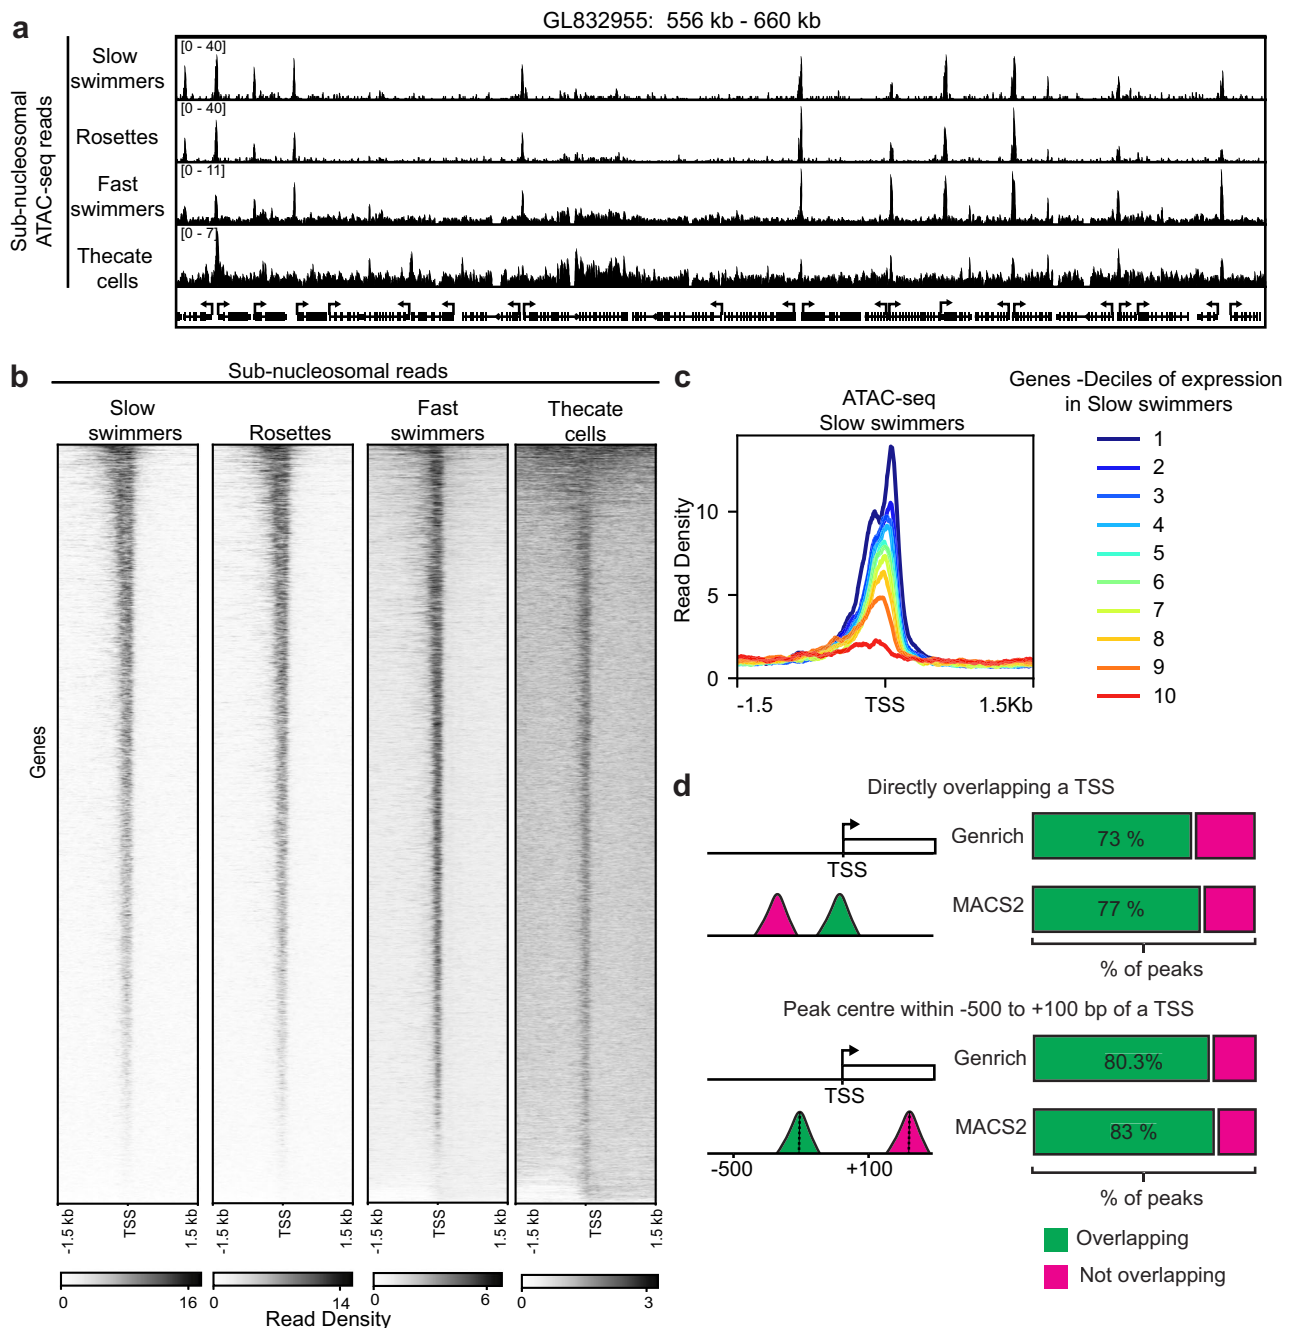 a
GL832955: 556 kb - 660 kb
Sub-nucleosomal
ATAC-seq reads
Slow
swimmers
[0 - 40]
Rosettes
[0 - 40]
Fast
swimmers
[0 - 11]
Thecate
cells
[0 - 7]
b
Sub-nucleosomal reads
Slow
swimmers
Rosettes
Fast
swimmers
Thecate
cells
Genes
-1.5 kb
TSS
1.5 kb
-1.5 kb
TSS
1.5 kb
-1.5 kb
TSS
1.5 kb
-1.5 kb
TSS
1.5 kb
0
16
0
14
0
6
0
3
Read Density
c
ATAC-seq
Slow swimmers
Read Density
10
5
0
-1.5
TSS
1.5Kb
Genes -Deciles of expression
in Slow swimmers
1
2
3
4
5
6
7
8
9
10
d
Directly overlapping a TSS
TSS
Genrich
73 %
MACS2
77 %
% of peaks
Peak centre within -500 to +100 bp of a TSS
TSS
-500
+100
Genrich
80.3%
MACS2
83 %
% of peaks
Overlapping
Not overlapping